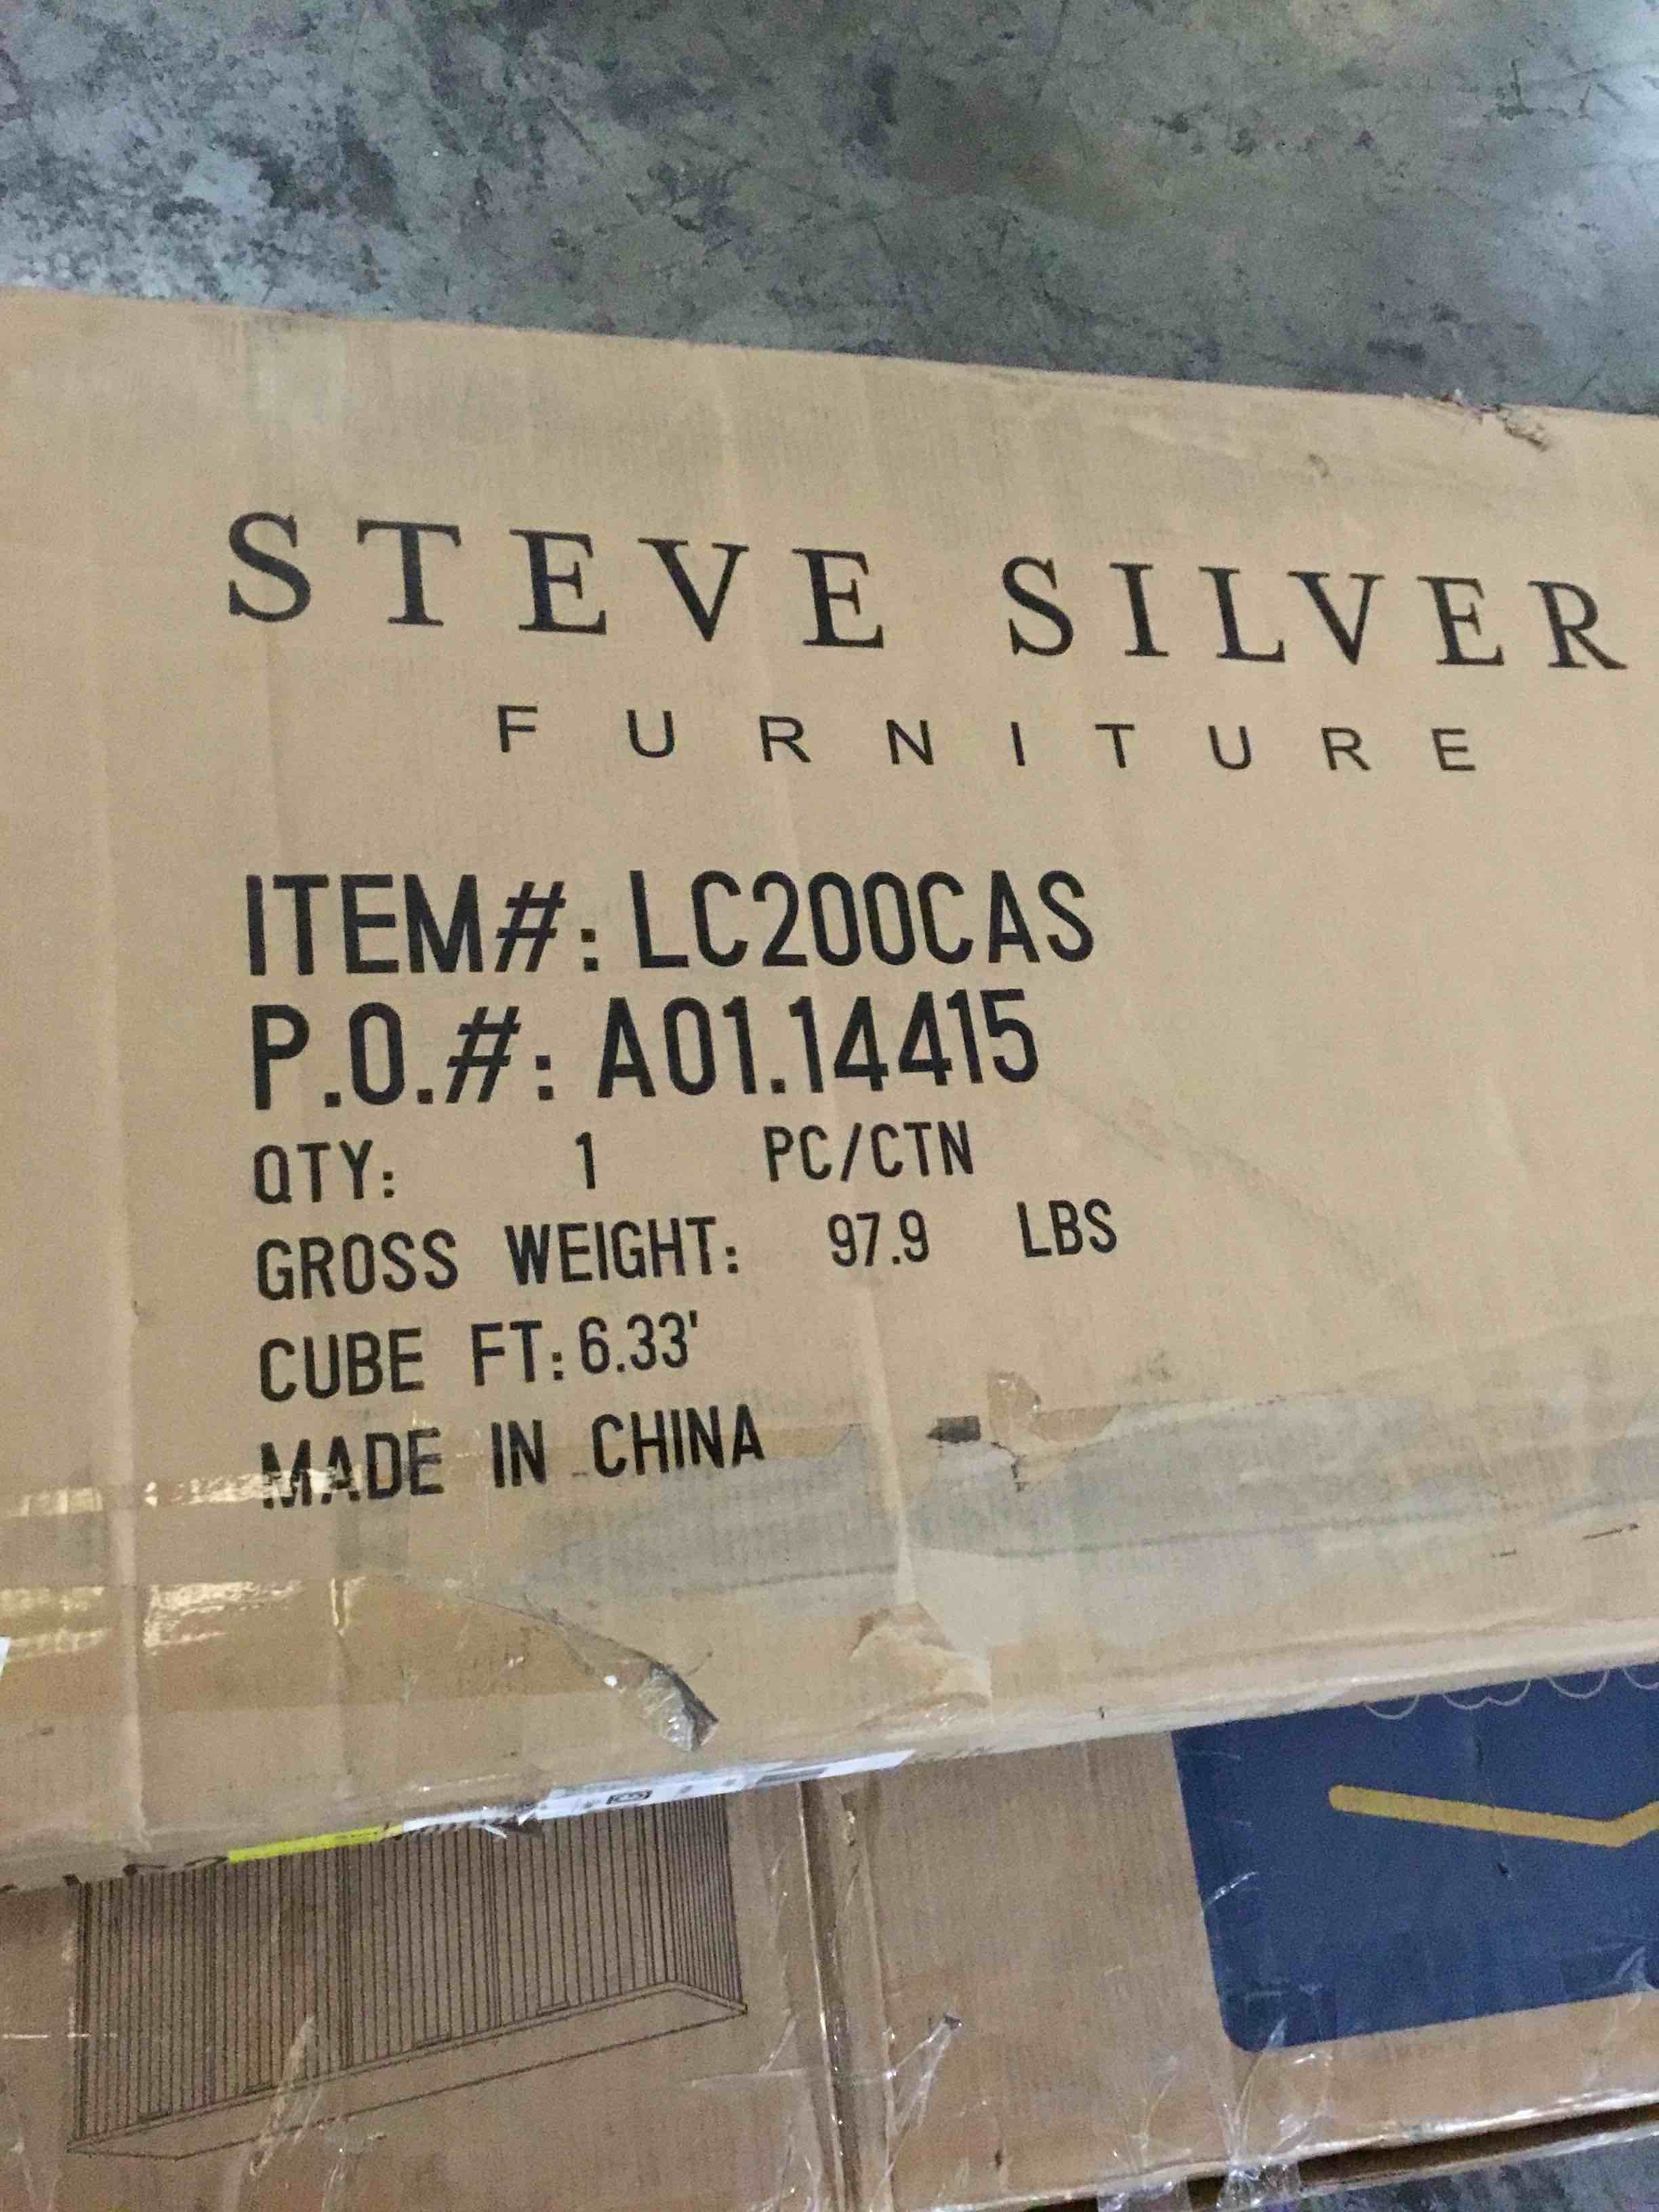 STEVE SILVER
FURNITURE
ITEM#: LC200CAS
P.O.#: A01.14415
QTY: 1 PC/CTN
GROSS WEIGHT: 97.9 LBS
CUBE FT: 6.33'
MADE IN CHINA